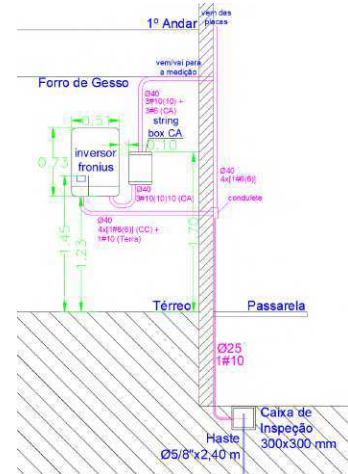 vem das
placas
1º Andar
vem/vai para
a medição
Forro de Gesso
Ø40
3#10(10) +
3#6 (CA)
string
box CA
0.51
0.10
inversor
fronius
0.73
Ø40
3#10(10)10 (CA)
Ø40
4x[1#6(6)]
condulete
Ø40
4x[1#6(6)] (CC) +
1#10 (Terra)
1.45
1.23
1.70
Térreo
Passarela
Ø25
1#10
Caixa de
Inspeção
300x300 mm
Haste
Ø5/8"x2,40 m